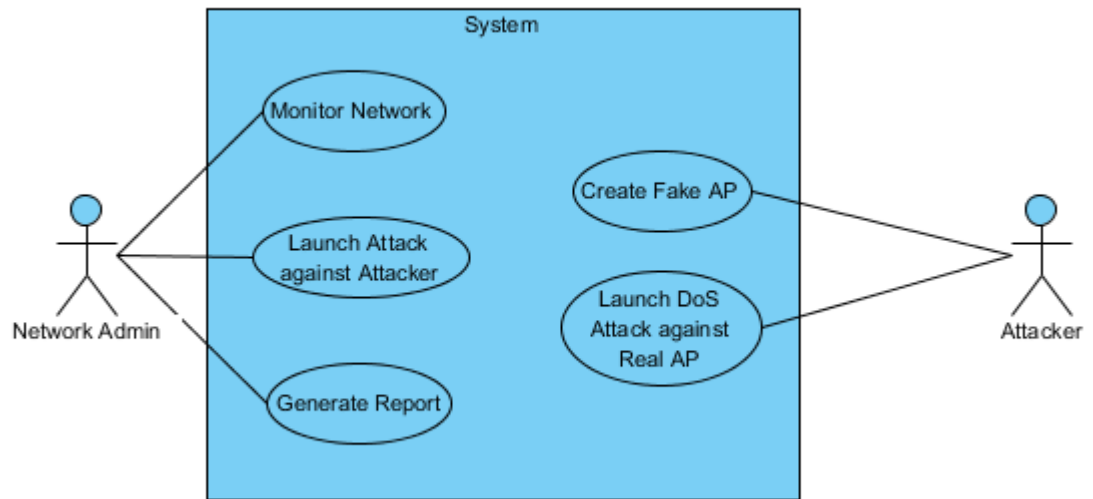 System
Monitor Network
Create Fake AP
Launch Attack
against Attacker
Launch DoS
Attack against
Real AP
Network Admin
Attacker
Generate Report